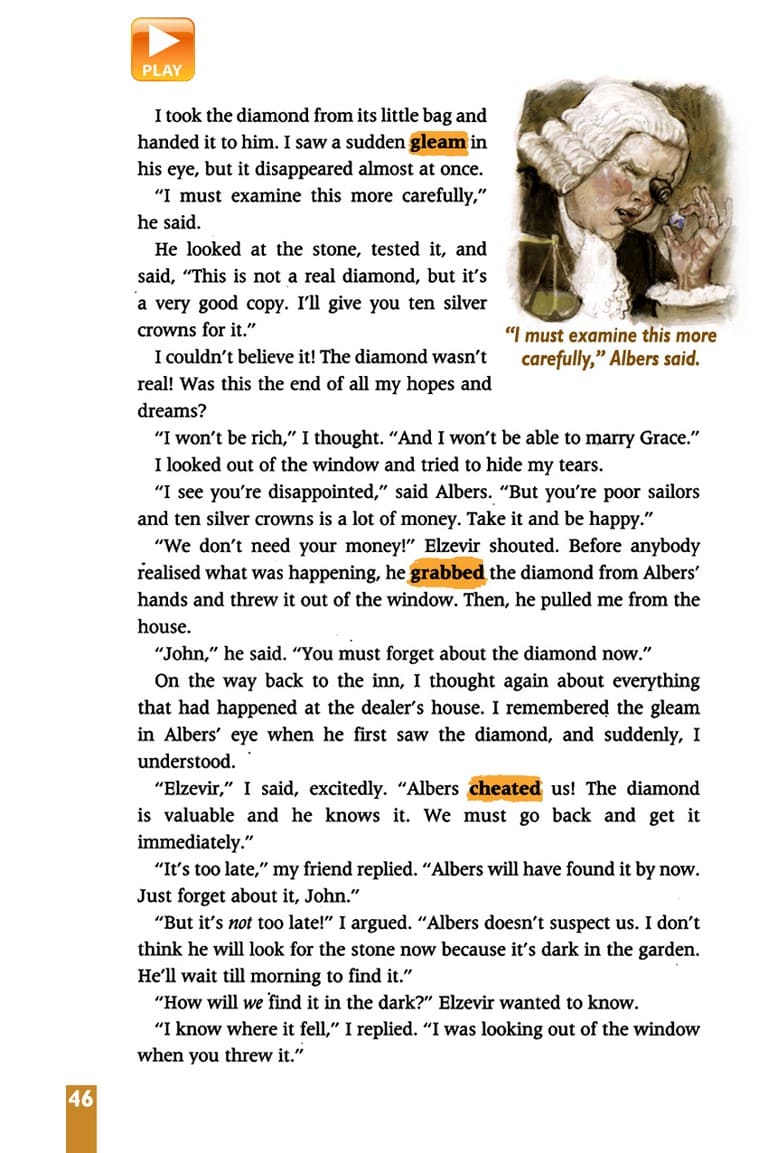 PLAY
I took the diamond from its little bag and
handed it to him. I saw a sudden gleam in
his eye, but it disappeared almost at once.
“I must examine this more carefully,”
he said.
He looked at the stone, tested it, and
said, “This is not a real diamond, but it’s
a very good copy. I’ll give you ten silver
crowns for it.”
I couldn’t believe it! The diamond wasn’t
real! Was this the end of all my hopes and
dreams?
“I must examine this more
carefully,” Albers said.
“I won’t be rich,” I thought. “And I won’t be able to marry Grace.”
I looked out of the window and tried to hide my tears.
“I see you’re disappointed,” said Albers. “But you’re poor sailors
and ten silver crowns is a lot of money. Take it and be happy.”
“We don’t need your money!” Elzevir shouted. Before anybody
realised what was happening, he grabbed the diamond from Albers’
hands and threw it out of the window. Then, he pulled me from the
house.
“John,” he said. “You must forget about the diamond now.”
On the way back to the inn, I thought again about everything
that had happened at the dealer’s house. I remembered the gleam
in Albers’ eye when he first saw the diamond, and suddenly, I
understood.
“Elzevir,” I said, excitedly. “Albers cheated us! The diamond
is valuable and he knows it. We must go back and get it
immediately.”
“It’s too late,” my friend replied. “Albers will have found it by now.
Just forget about it, John.”
“But it’s not too late!” I argued. “Albers doesn’t suspect us. I don’t
think he will look for the stone now because it’s dark in the garden.
He’ll wait till morning to find it.”
“How will we find it in the dark?” Elzevir wanted to know.
“I know where it fell,” I replied. “I was looking out of the window
when you threw it.”
46